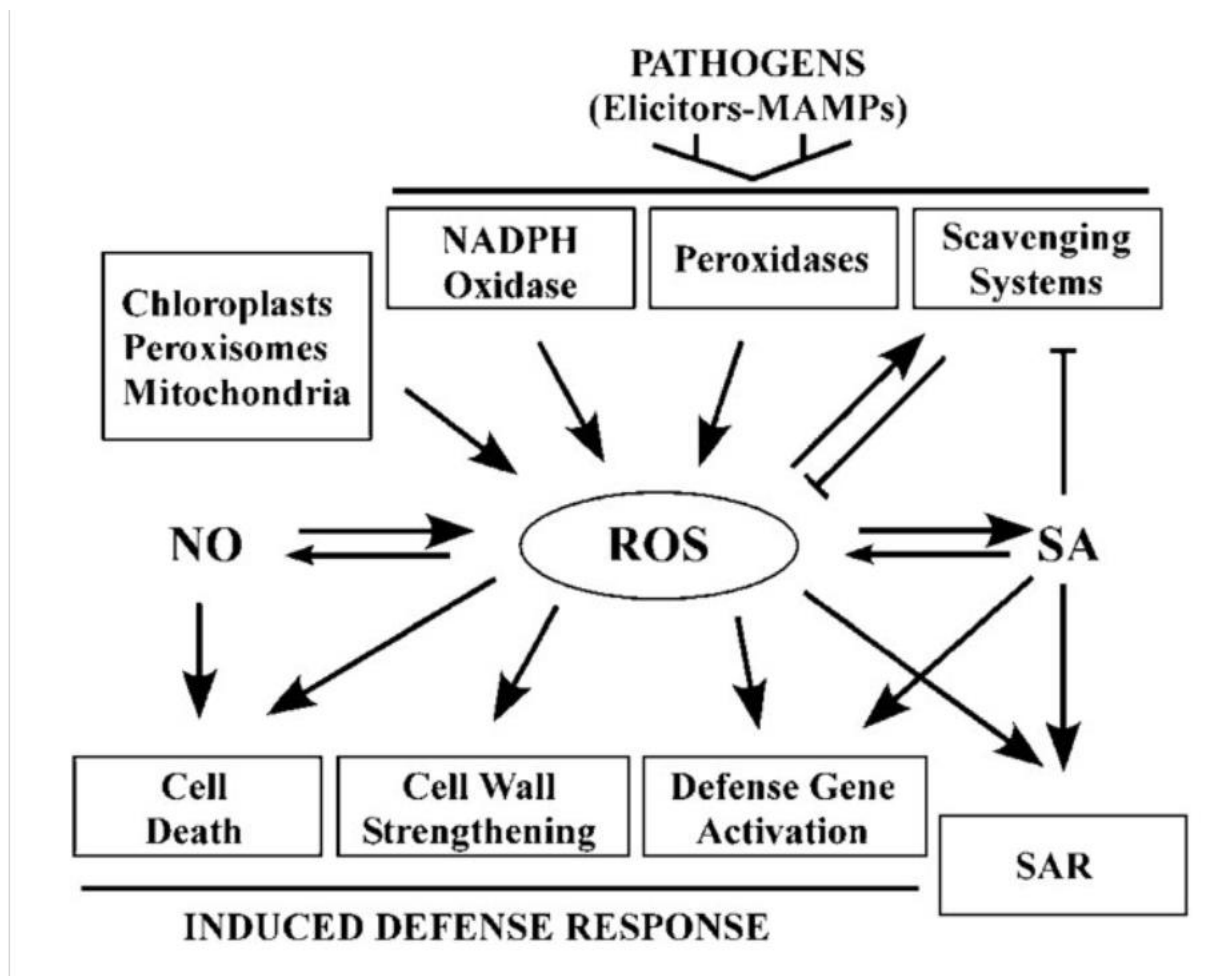 PATHOGENS
(Elicitors-MAMPs)
NADPH
Oxidase
Peroxidases
Scavenging
Systems
Chloroplasts
Peroxisomes
Mitochondria
NO
ROS
SA
Cell
Death
Cell Wall
Strengthening
Defense Gene
Activation
SAR
INDUCED DEFENSE RESPONSE